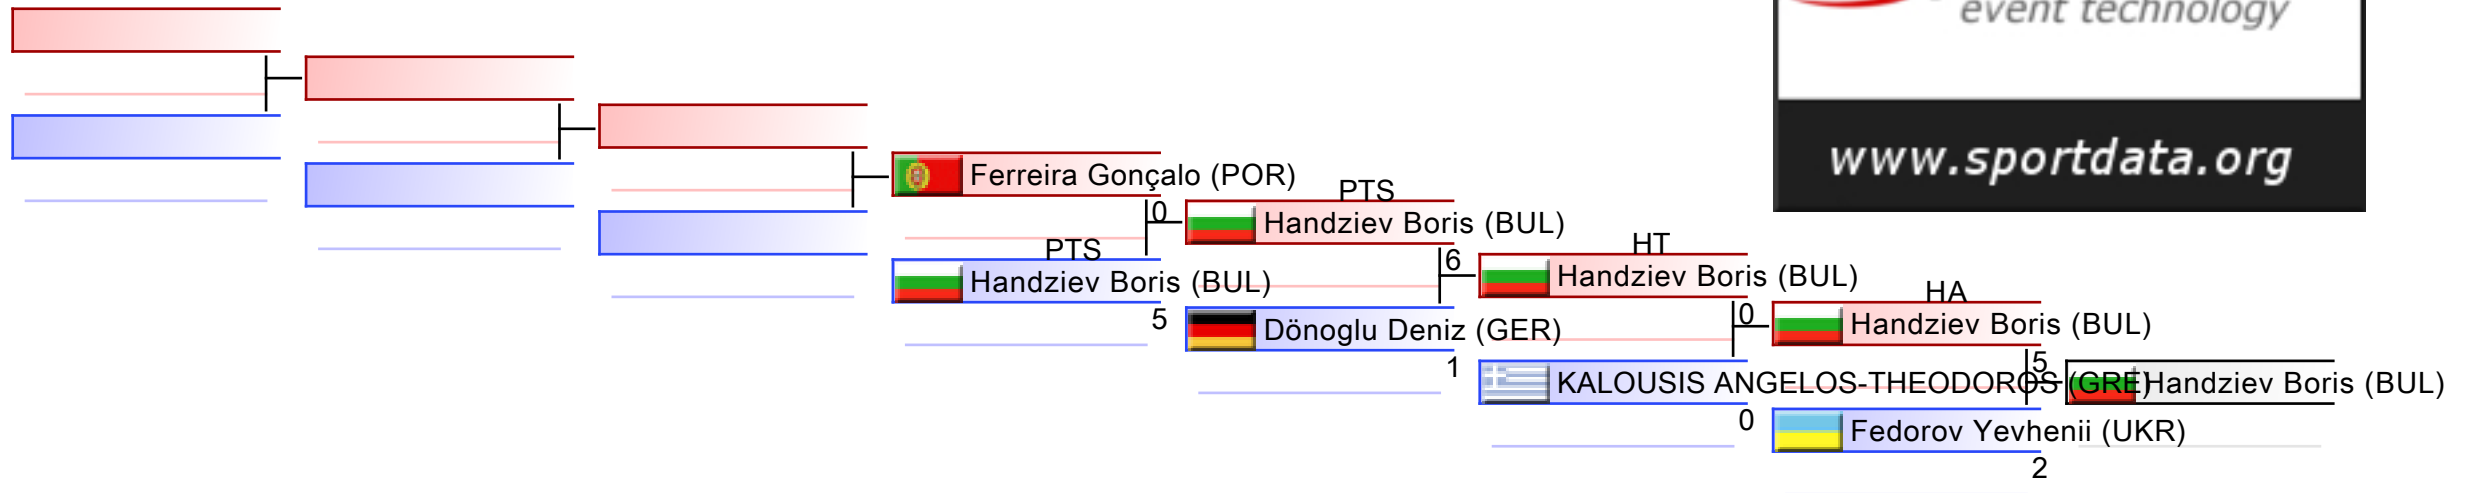 event technology
www.sportdata.org
Ferreira Gonçalo (POR)
0
PTS
Handziev Boris (BUL)
5
PTS
Handziev Boris (BUL)
6
Dönoglu Deniz (GER)
1
HT
Handziev Boris (BUL)
0
KALOUSIS ANGELOS-THEODOROS (GRE)
0
HA
Handziev Boris (BUL)
5
Fedorov Yevhenii (UKR)
2
Handziev Boris (BUL)